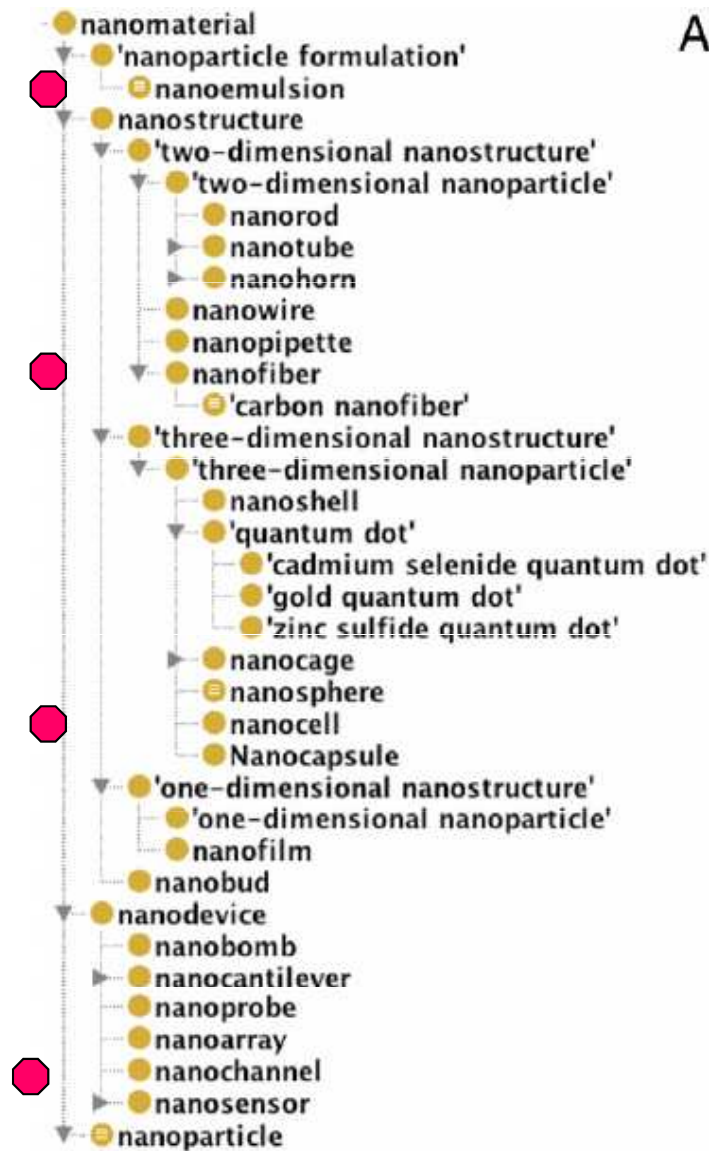 nanomaterial
A
'nanoparticle formulation'
nanoemulsion
nanostructure
'two-dimensional nanostructure'
'two-dimensional nanoparticle'
nanorod
nanotube
nanohorn
nanowire
nanopipette
nanofiber
'carbon nanofiber'
'three-dimensional nanostructure'
'three-dimensional nanoparticle'
nanoshell
'quantum dot'
'cadmium selenide quantum dot'
'gold quantum dot'
'zinc sulfide quantum dot'
nanocage
nanosphere
nanocell
Nanocapsule
'one-dimensional nanostructure'
'one-dimensional nanoparticle'
nanofilm
nanobud
nanodevice
nanobomb
nanocantilever
nanoprobe
nanoarray
nanochannel
nanosensor
nanoparticle